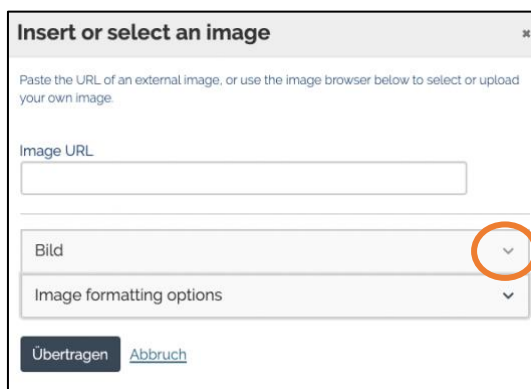 Insert or select an image
Paste the URL of an external image, or use the image browser below to select or upload
your own image.
Image URL
Bild
Image formatting options
Übertragen Abbruch